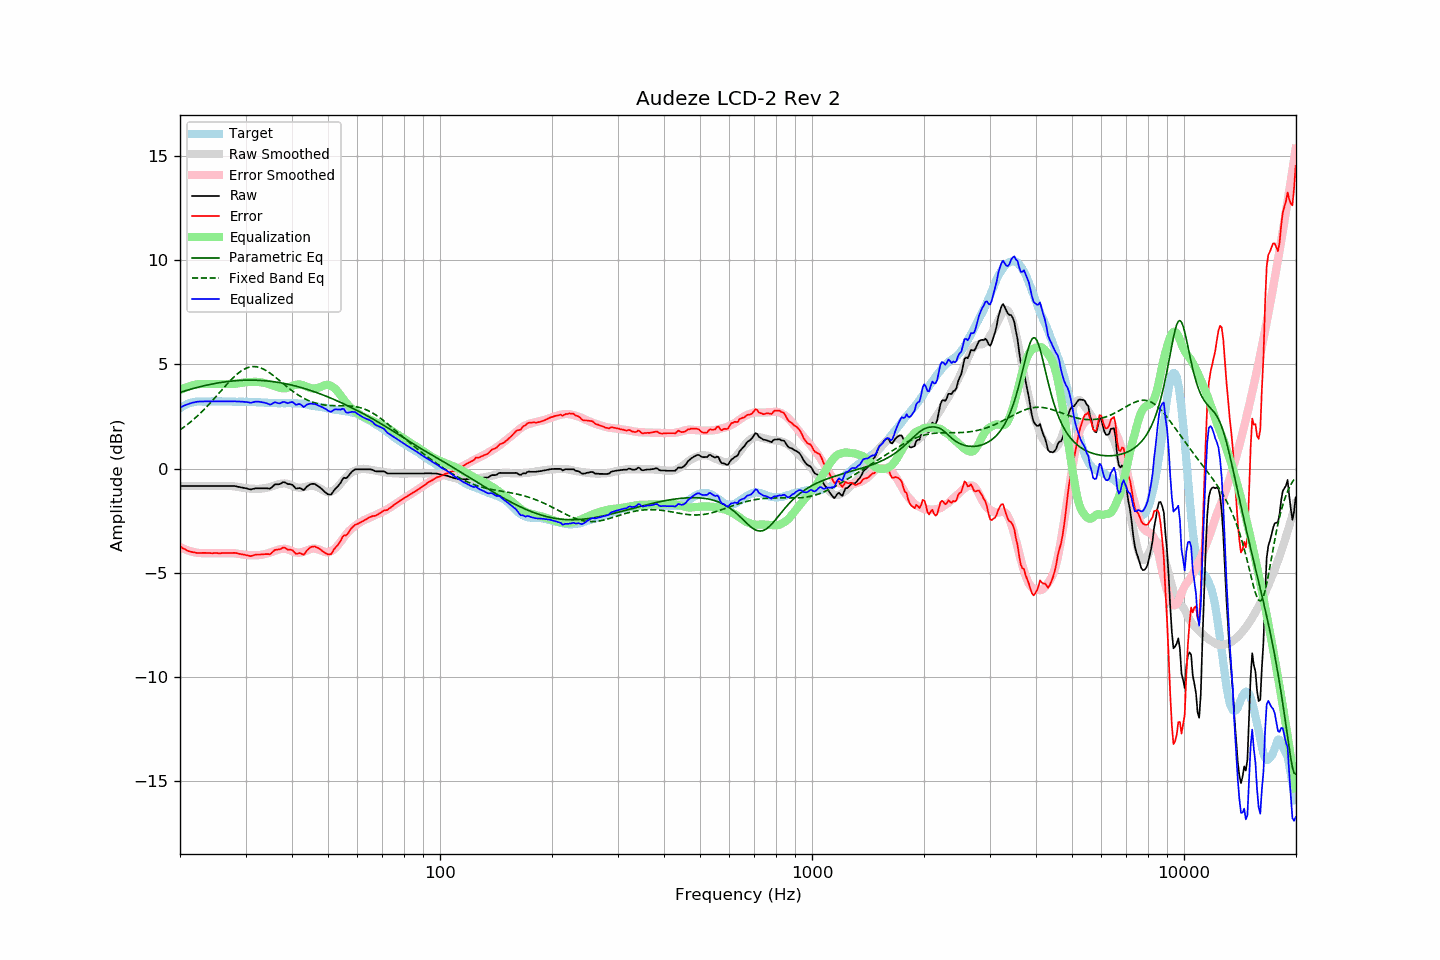 Audeze LCD-2 Rev 2
Target
Raw Smoothed
Error Smoothed
Raw
Error
Equalization
Parametric Eq
Fixed Band Eq
Equalized
15
10
5
0
−5
−10
−15
Amplitude (dBr)
100
1000
10000
Frequency (Hz)